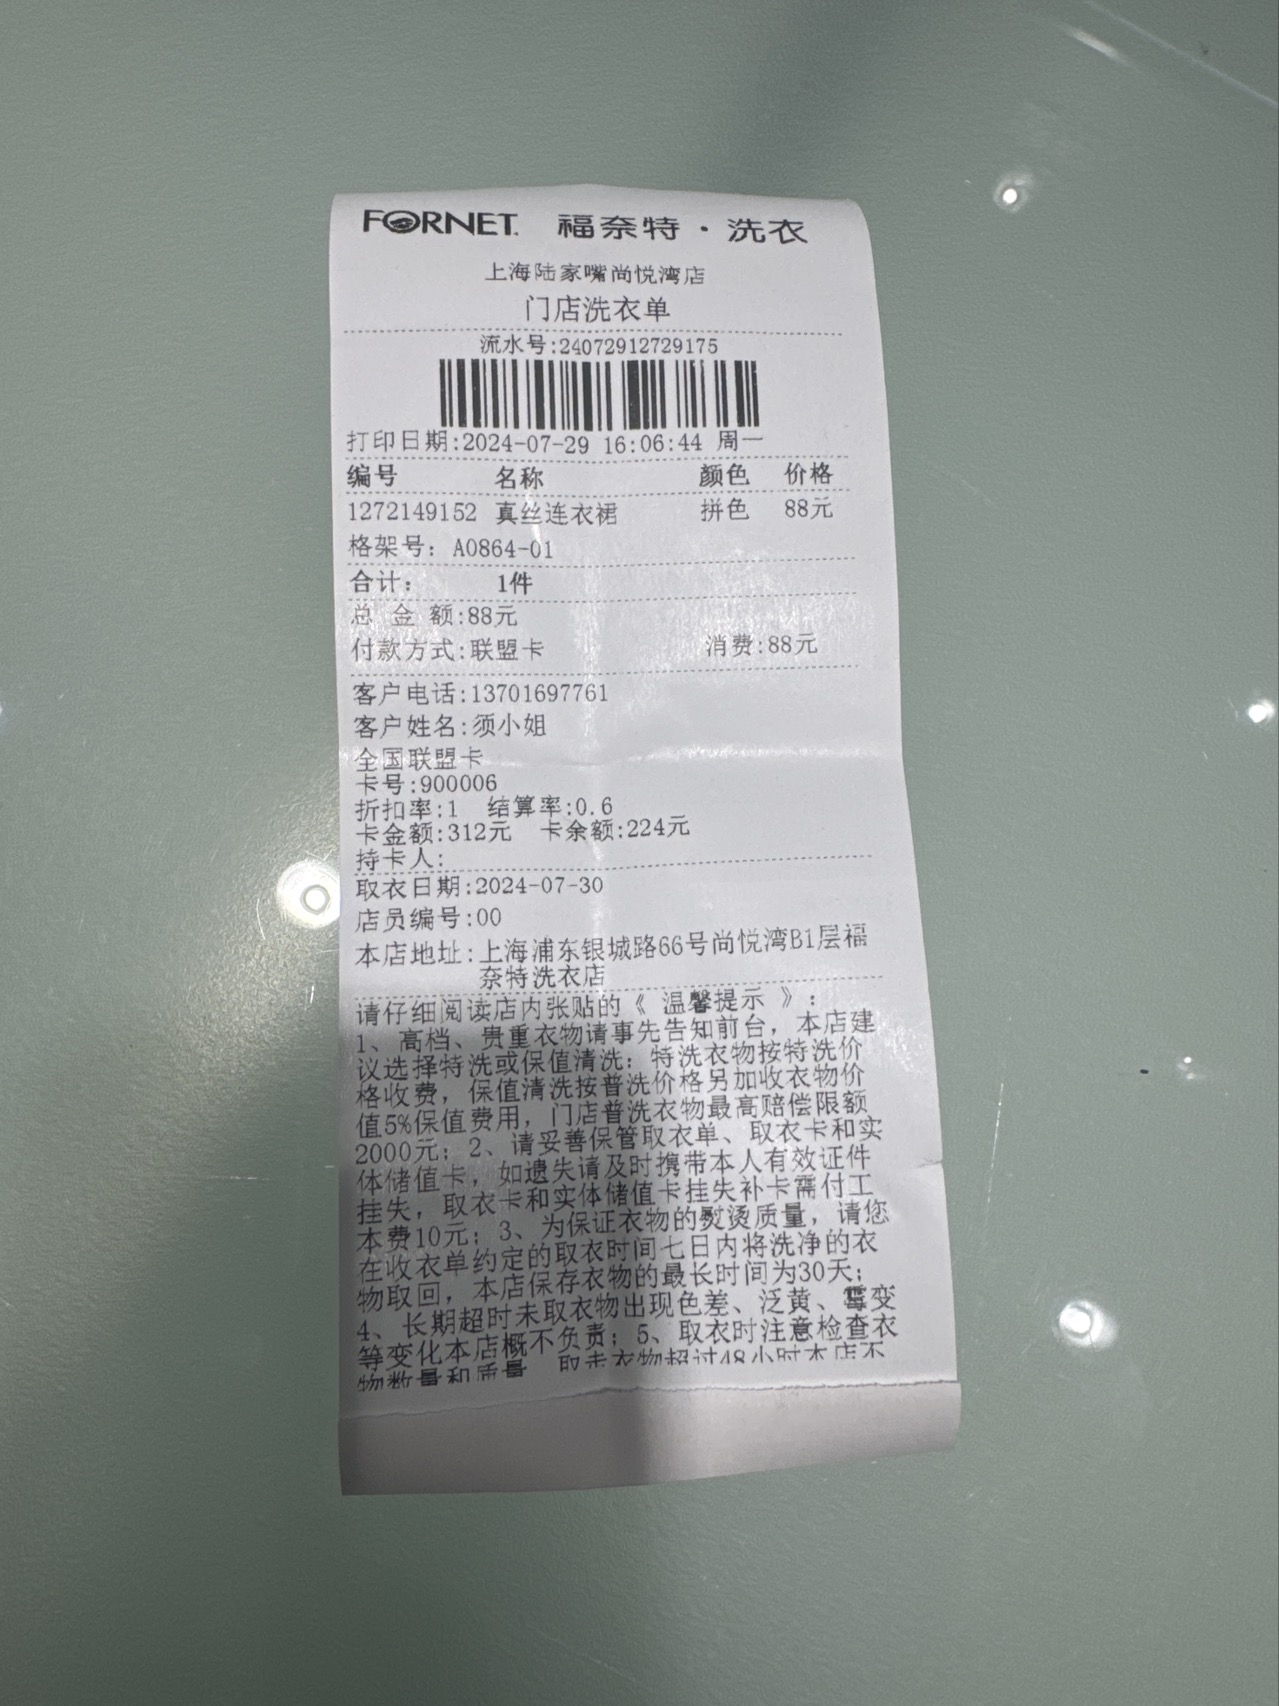 FORNET. 福奈特·洗衣
上海陆家嘴尚悦湾店
门店洗衣单
流水号:24072912729175
打印日期:2024-07-29 16:06:44 周一
编号 名称 颜色 价格
1272149152 真丝连衣裙 拼色 88元
格架号: A0864-01
合计: 1件
总 金 额:88元
付款方式:联盟卡 消费:88元
客户电话:13701697761
客户姓名:须小姐
全国联盟卡
卡号:900006
折扣率:1 结算率:0.6
卡金额:312元 卡余额:224元
持卡人:
取衣日期:2024-07-30
店员编号:00
本店地址:上海浦东银城路66号尚悦湾B1层福
奈特洗衣店
请仔细阅读店内张贴的《 温馨提示 》:
1、高档、贵重衣物请事先告知前台，本店建
议选择特洗或保值清洗；特洗衣物按特洗价
格收费，保值清洗按普洗价格另加收衣物价
值5%保值费用，门店普洗衣物最高赔偿限额
2000元；2、请妥善保管取衣单、取衣卡和实
体储值卡，如遗失请及时携带本人有效证件
挂失，取衣卡和实体储值卡挂失补卡需付工
本费10元；3、为保证衣物的熨烫质量，请您
在收衣单约定的取衣时间七日内将洗净的衣
物取回，本店保存衣物的最长时间为30天；
4、长期超时未取衣物出现色差、泛黄、霉变
等变化本店概不负责；5、取衣时注意检查衣
物数量和质量 取走衣物超过48小时本店不